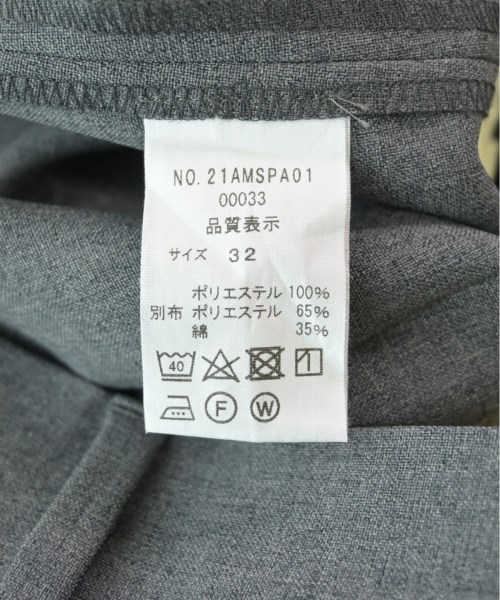 NO. 21AMSPA01
00033
品質表示
サイズ 32
ポリエステル 100%
別布 ポリエステル 65%
綿 35%
40
F W